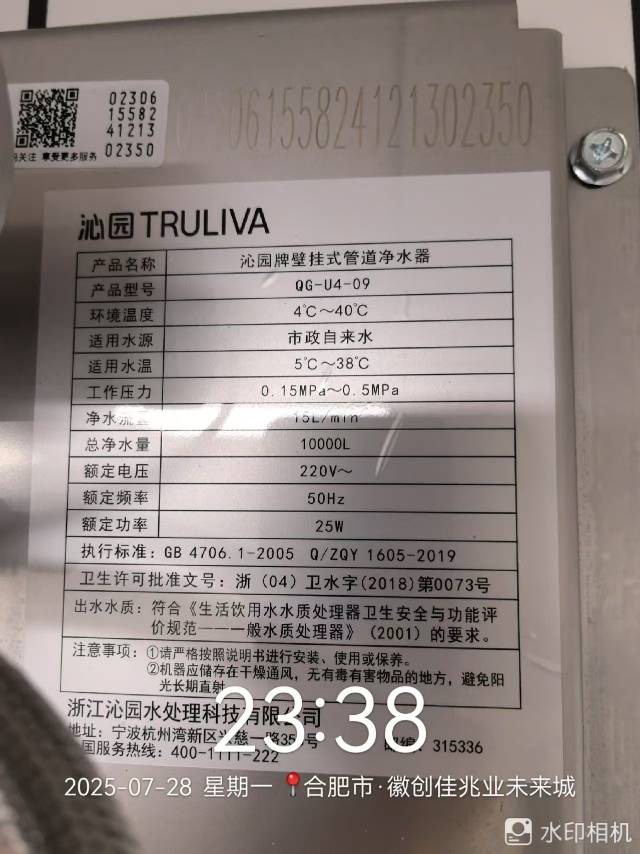 02306
15582
41213
02350
关注 享受更多服务
06155824121302350
沁园TRULIVA
产品名称 沁园牌壁挂式管道净水器
产品型号 QG-U4-09
环境温度 4℃~40℃
适用水源 市政自来水
适用水温 5℃~38℃
工作压力 0.15MPa~0.5MPa
净水流量 15L/min
总净水量 10000L
额定电压 220V~
额定频率 50Hz
额定功率 25W
执行标准：GB 4706.1-2005 Q/ZQY 1605-2019
卫生许可批准文号：浙（04）卫水字(2018)第0073号
出水水质：符合《生活饮用水水质处理器卫生安全与功能评
价规范——一般水质处理器》（2001）的要求。
注意事项：①请严格按照说明书进行安装、使用或保养。
②机器应储存在干燥通风，无有毒有害物品的地方，避免阳
光长期直射
浙江沁园水处理科技有限公司
地址：宁波杭州湾新区兴慈一路35号 邮编：315336
国服务热线：400-1111-222
23:38
2025-07-28 星期一 合肥市·徽创佳兆业未来城
水印相机